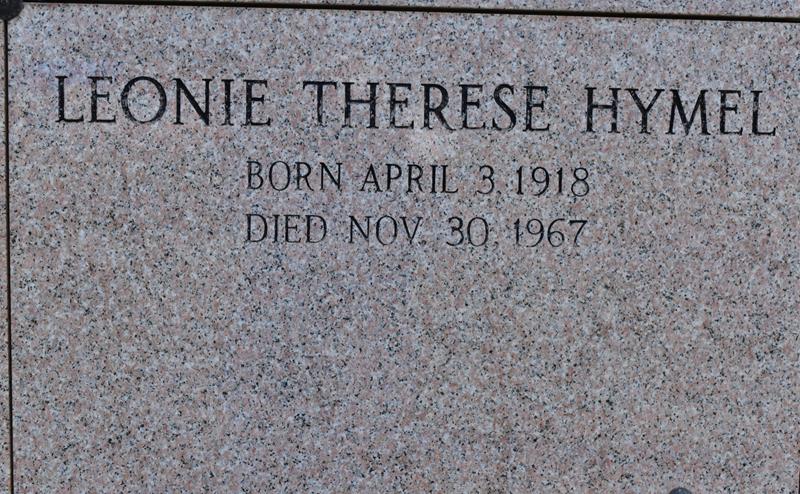 LEONIE THERESE HYMEL
BORN APRIL 3, 1918
DIED NOV. 30, 1967